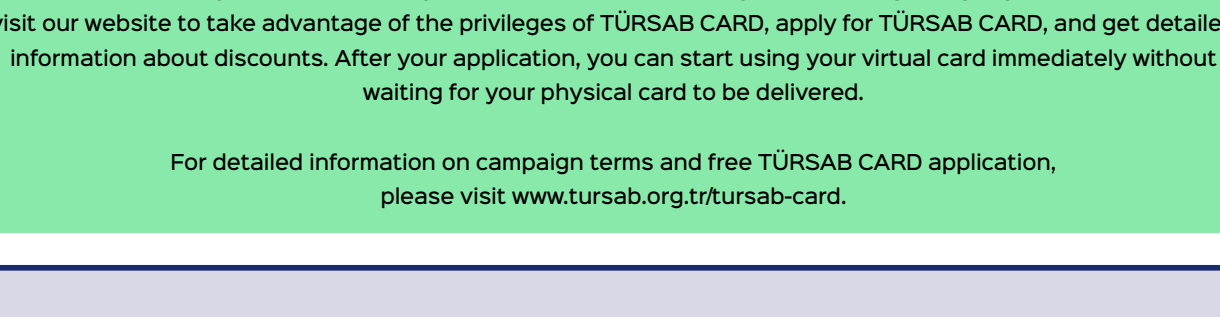 visit our website to take advantage of the privileges of TÜRSAB CARD, apply for TÜRSAB CARD, and get detaile
information about discounts. After your application, you can start using your virtual card immediately without
waiting for your physical card to be delivered.
For detailed information on campaign terms and free TÜRSAB CARD application,
please visit www.tursab.org.tr/tursab-card.